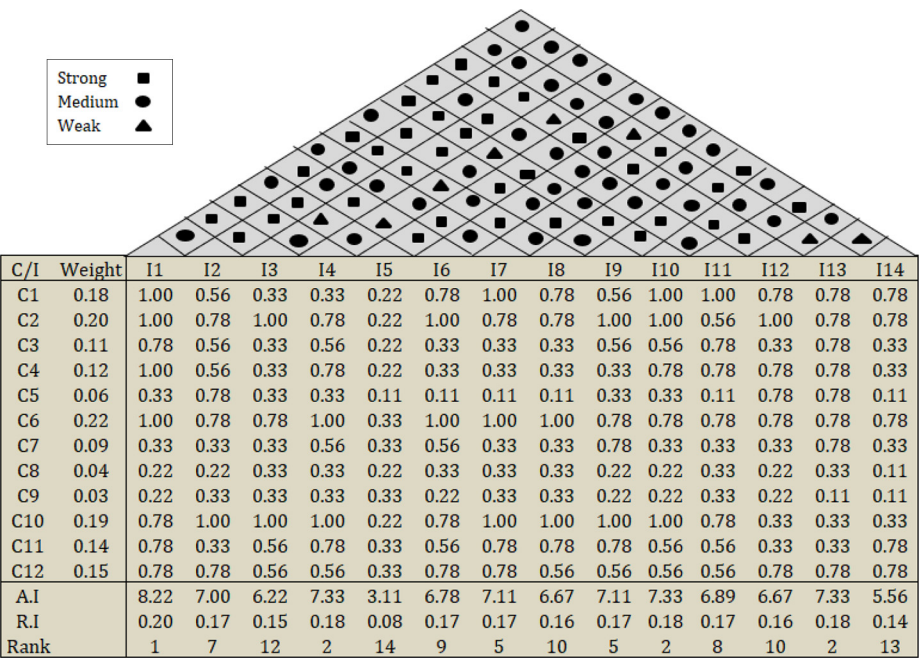 Strong
Medium
Weak
C/I Weight I1 I2 I3 I4 I5 I6 I7 I8 I9 I10 I11 I12 I13 I14
C1 0.18 1.00 0.56 0.33 0.33 0.22 0.78 1.00 0.78 0.56 1.00 1.00 0.78 0.78 0.78
C2 0.20 1.00 0.78 1.00 0.78 0.22 1.00 0.78 0.78 1.00 1.00 0.56 1.00 0.78 0.78
C3 0.11 0.78 0.56 0.33 0.56 0.22 0.33 0.33 0.33 0.56 0.56 0.78 0.33 0.78 0.33
C4 0.12 1.00 0.56 0.33 0.78 0.22 0.33 0.33 0.33 0.33 0.78 0.78 0.78 0.78 0.33
C5 0.06 0.33 0.78 0.33 0.33 0.11 0.11 0.11 0.11 0.33 0.33 0.11 0.78 0.78 0.11
C6 0.22 1.00 0.78 0.78 1.00 0.33 1.00 1.00 1.00 0.78 0.78 0.78 0.78 0.78 0.78
C7 0.09 0.33 0.33 0.33 0.56 0.33 0.56 0.33 0.33 0.78 0.33 0.33 0.33 0.78 0.33
C8 0.04 0.22 0.22 0.33 0.33 0.22 0.33 0.33 0.33 0.22 0.22 0.33 0.22 0.33 0.11
C9 0.03 0.22 0.33 0.33 0.33 0.33 0.22 0.33 0.33 0.22 0.22 0.33 0.22 0.11 0.11
C10 0.19 0.78 1.00 1.00 1.00 0.22 0.78 1.00 1.00 1.00 1.00 0.78 0.33 0.33 0.33
C11 0.14 0.78 0.33 0.56 0.78 0.33 0.56 0.78 0.78 0.78 0.56 0.56 0.33 0.33 0.78
C12 0.15 0.78 0.78 0.56 0.56 0.33 0.78 0.78 0.56 0.56 0.56 0.56 0.78 0.78 0.78
A.I 8.22 7.00 6.22 7.33 3.11 6.78 7.11 6.67 7.11 7.33 6.89 6.67 7.33 5.56
R.I 0.20 0.17 0.15 0.18 0.08 0.17 0.17 0.16 0.17 0.18 0.17 0.16 0.18 0.14
Rank 1 7 12 2 14 9 5 10 5 2 8 10 2 13